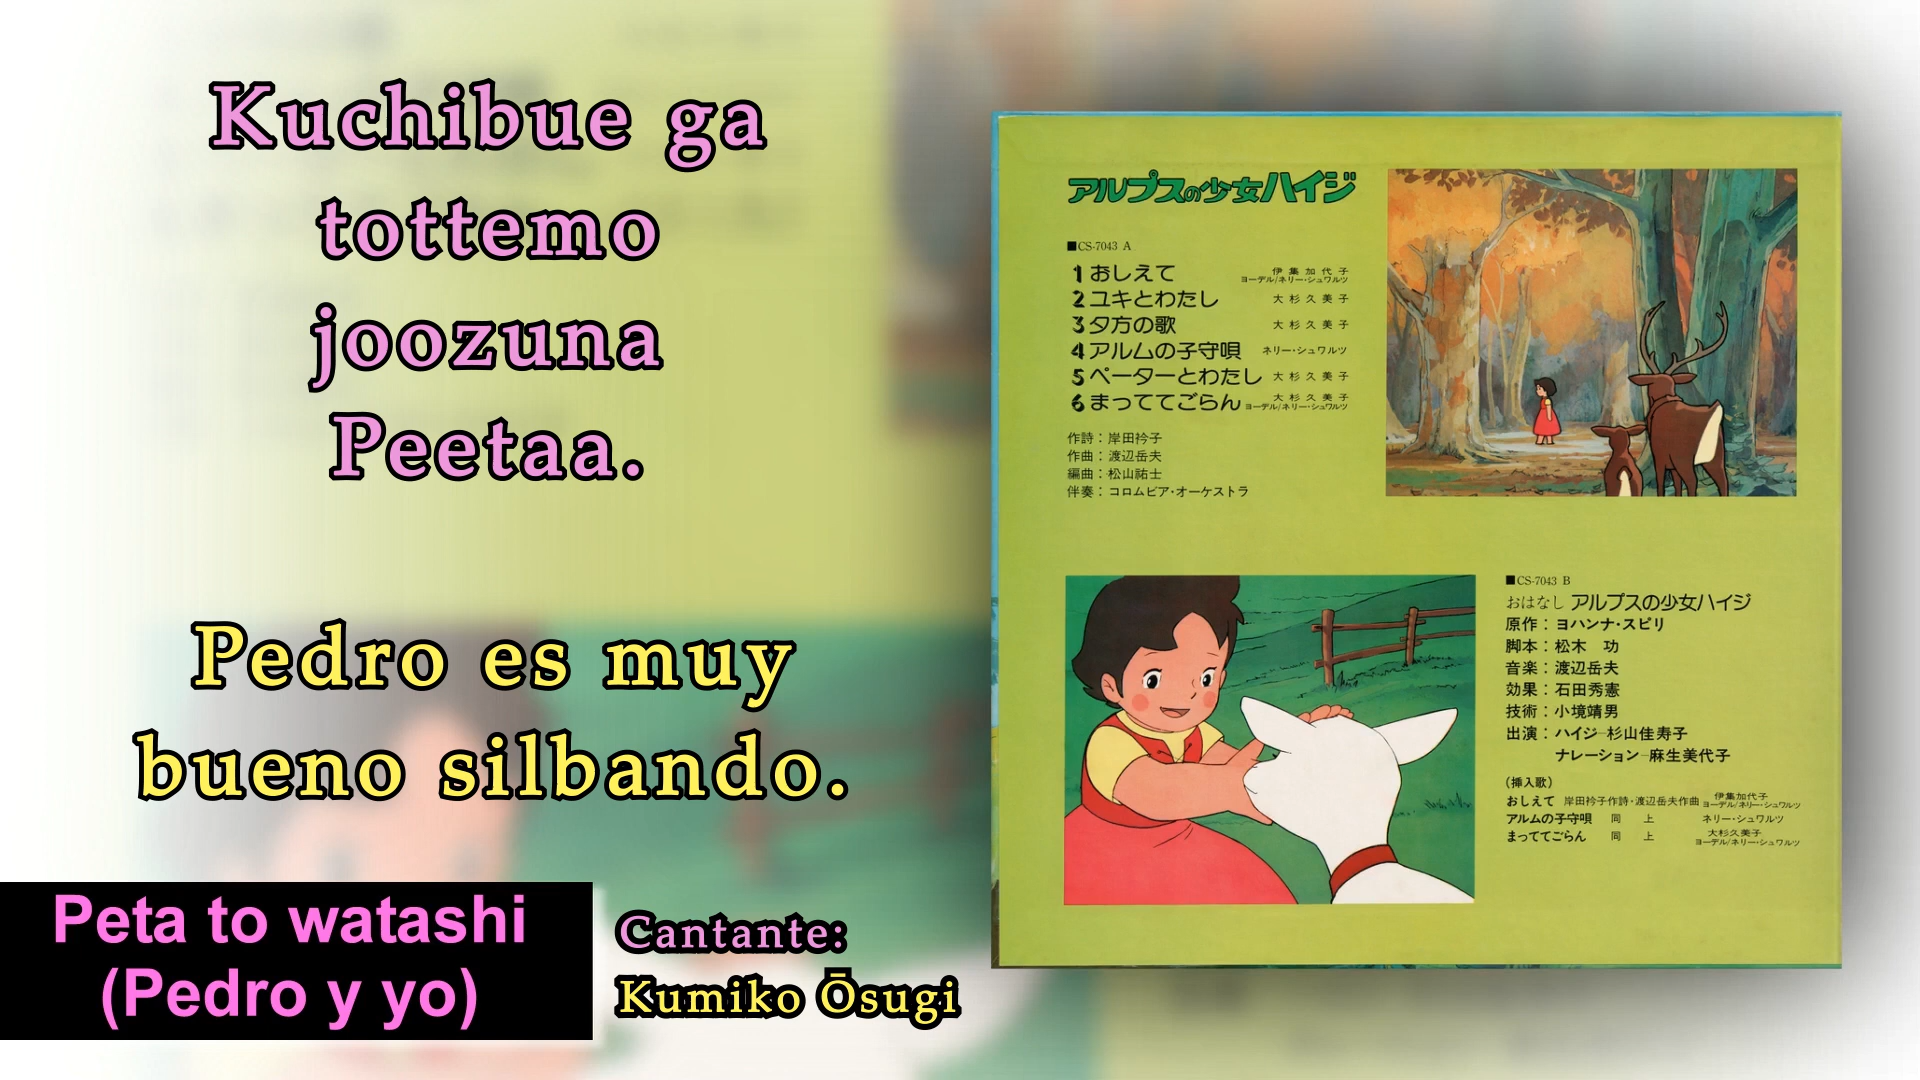 Kuchibue ga
tottemo
joozuna
Peetaa.
Pedro es muy
bueno silbando.
Peta to watashi
(Pedro y yo)
Cantante:
Kumiko Ōsugi
アルプスの少女ハイジ
■CS-7043 A
1 おしえて 伊集加代子
ヨーデル/ネリー・シュワルツ
2 ユキとわたし 大杉久美子
3 夕方の歌 大杉久美子
4 アルムの子守唄 ネリー・シュワルツ
5 ペーターとわたし 大杉久美子
6 まっててごらん 大杉久美子
ヨーデル/ネリー・シュワルツ
作詩：岸田衿子
作曲：渡辺岳夫
編曲：松山祐士
伴奏：コロムビア・オーケストラ
■CS-7043 B
おはなし アルプスの少女ハイジ
原作：ヨハンナ・スピリ
脚本：松木 功
音楽：渡辺岳夫
効果：石田秀憲
技術：小境靖男
出演：ハイジ―杉山佳寿子
ナレーション―麻生美代子
（挿入歌）
おしえて 岸田衿子作詩・渡辺岳夫作曲 伊集加代子
ヨーデル/ネリー・シュワルツ
アルムの子守唄 同 上 ネリー・シュワルツ
まっててごらん 同 上 大杉久美子
ヨーデル/ネリー・シュワルツ